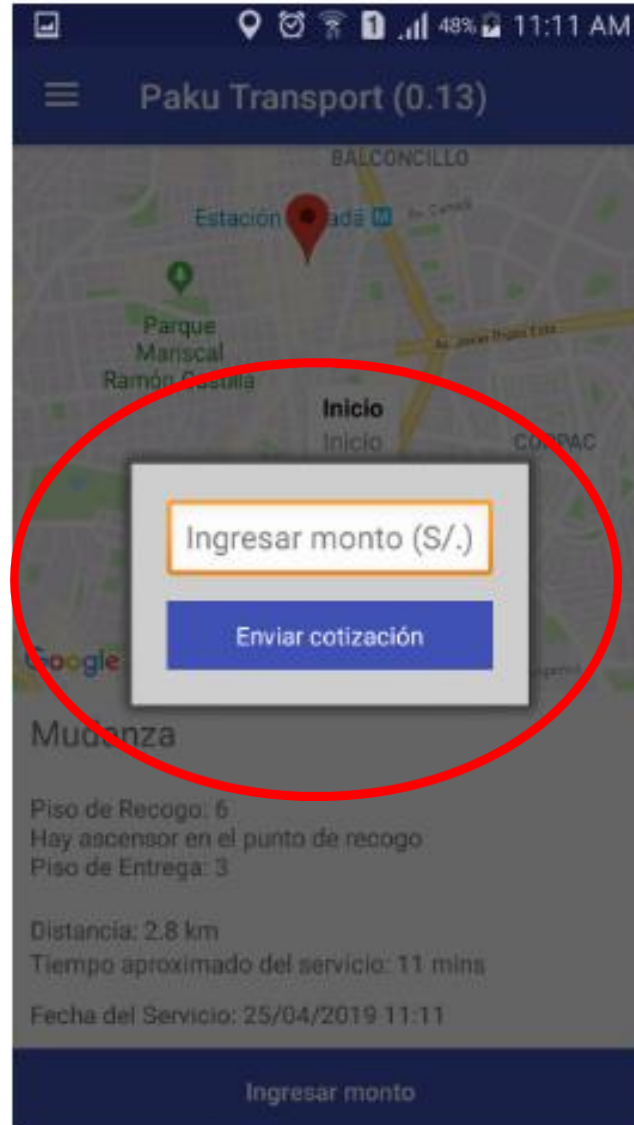 1 48% 11:11 AM
Paku Transport (0.13)
BALCONCILLO
Estación
Parque
Mariscal
Ramón Castilla
Inicio
Inicio
CORPAC
Ingresar monto (S/.)
Enviar cotización
Google
Mudanza
Piso de Recogo: 6
Hay ascensor en el punto de recogo
Piso de Entrega: 3
Distancia: 2.8 km
Tiempo aproximado del servicio: 11 mins
Fecha del Servicio: 25/04/2019 11:11
Ingresar monto